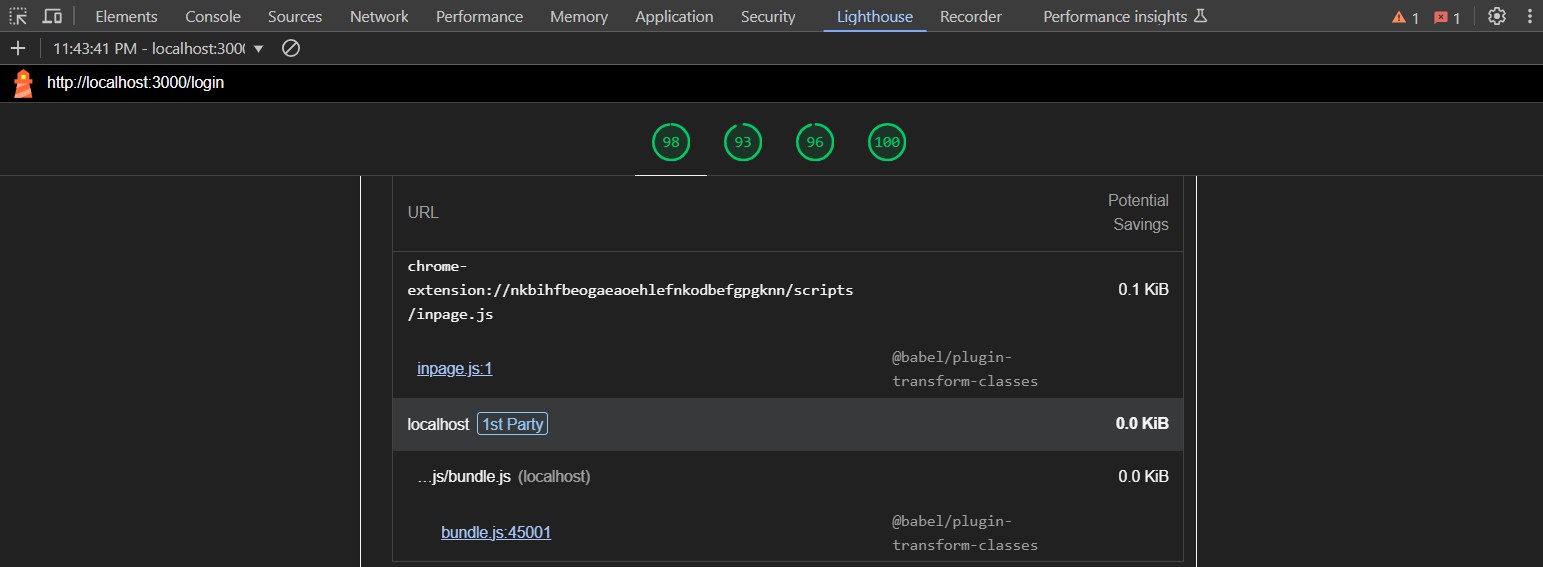 Elements Console Sources Network Performance Memory Application Security Lighthouse Recorder Performance insights 1 1
11:43:41 PM - localhost:3000
http://localhost:3000/login
98 93 96 100
URL Potential
Savings
chrome-
extension://nkbihfbeogaeaoehlefnkodbefgpgknn/scripts 0.1 KiB
/inpage.js
inpage.js:1 @babel/plugin-
transform-classes
localhost 1st Party 0.0 KiB
…js/bundle.js (localhost) 0.0 KiB
bundle.js:45001 @babel/plugin-
transform-classes